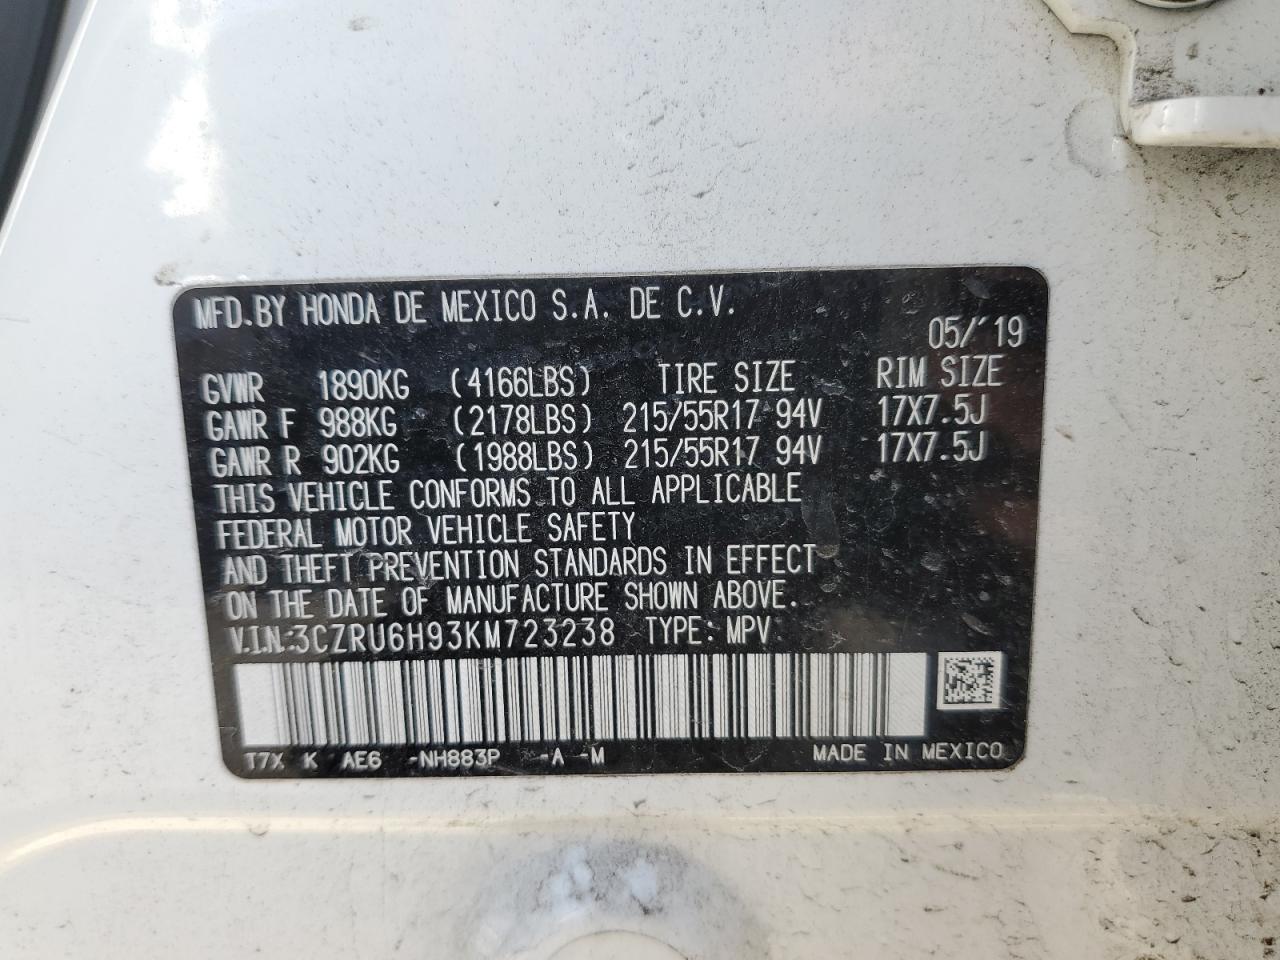 MFD.BY HONDA DE MEXICO S.A. DE C.V.
05/'19
GVWR 1890KG (4166LBS) TIRE SIZE RIM SIZE
GAWR F 988KG (2178LBS) 215/55R17 94V 17X7.5J
GAWR R 902KG (1988LBS) 215/55R17 94V 17X7.5J
THIS VEHICLE CONFORMS TO ALL APPLICABLE
FEDERAL MOTOR VEHICLE SAFETY
AND THEFT PREVENTION STANDARDS IN EFFECT
ON THE DATE OF MANUFACTURE SHOWN ABOVE.
V.I.N.:3CZRU6H93KM723238 TYPE: MPV
T7X K AE6 -NH883P -A -M MADE IN MEXICO